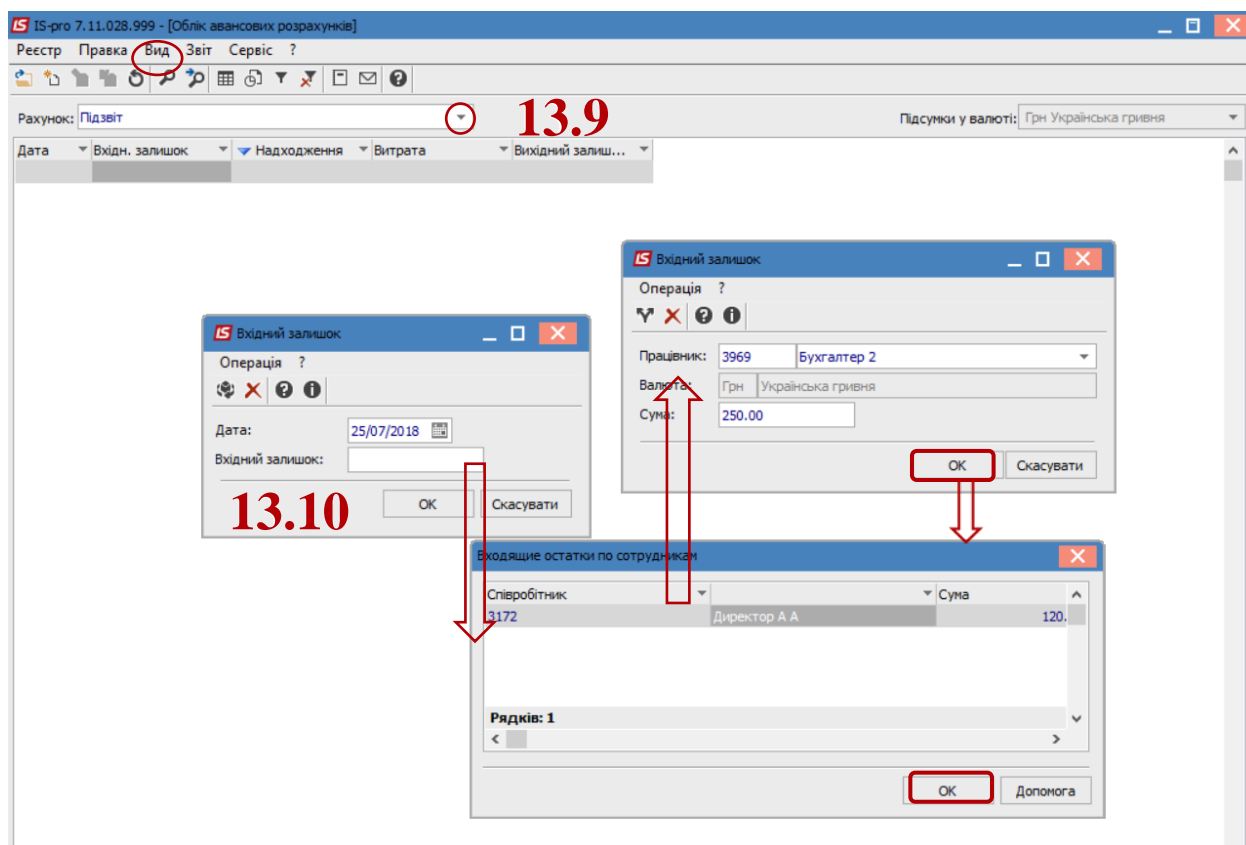 IS IS-pro 7.11.028.999 - [Облік авансових розрахунків]
Реєстр Правка Вид Звіт Сервіс ?
Рахунок: Підзвіт 13.9 Підсумки у валюті: Грн Українська гривня
Дата Вхідн. залишок Надходження Витрата Вихідний залиш...
IS Вхідний залишок
Операція ?
Працівник: 3969 Бухгалтер 2
Валюта: Грн Українська гривня
Сума: 250.00
OK Скасувати
IS Вхідний залишок
Операція ?
Дата: 25/07/2018
Вхідний залишок:
13.10 OK Скасувати
Входящие остатки по сотрудникам
Співробітник Сума
3172 Директор А А 120.
Рядків: 1
OK Допомога